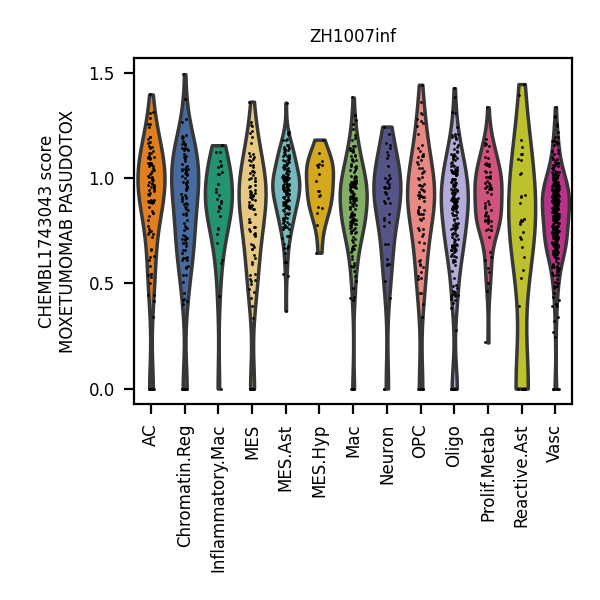 ZH1007inf
CHEMBL1743043 score
MOXETUMOMAB PASUDOTOX
1.5
1.0
0.5
0.0
AC
Chromatin.Reg
Inflammatory.Mac
MES
MES.Ast
MES.Hyp
Mac
Neuron
OPC
Oligo
Prolif.Metab
Reactive.Ast
Vasc